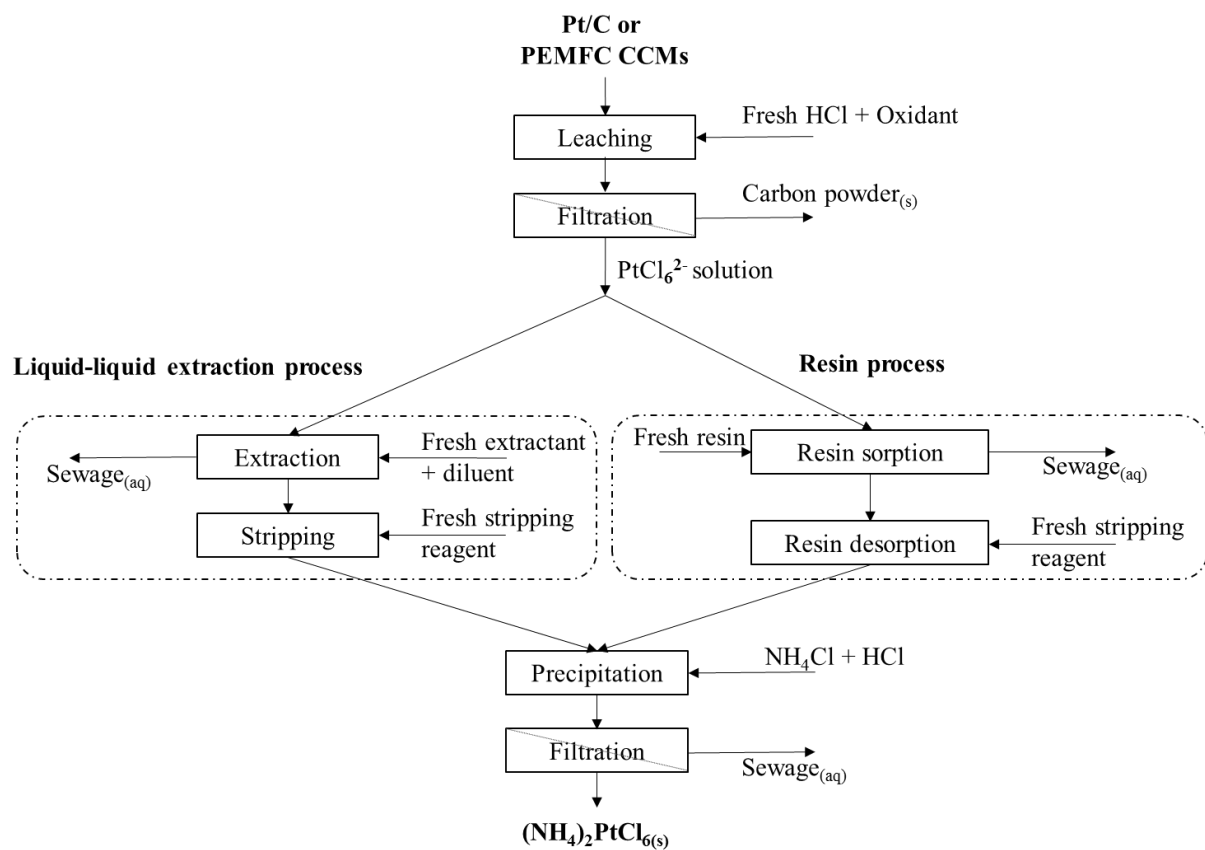 Pt/C or
PEMFC CCMs
Fresh HCl + Oxidant
Leaching
Carbon powder(s)
Filtration
PtCl₆²⁻ solution
Liquid-liquid extraction process
Resin process
Fresh extractant
+ diluent
Extraction
Sewage(aq)
Fresh stripping
reagent
Stripping
Fresh resin
Resin sorption
Sewage(aq)
Fresh stripping
reagent
Resin desorption
NH₄Cl + HCl
Precipitation
Filtration
Sewage(aq)
(NH₄)₂PtCl₆(s)